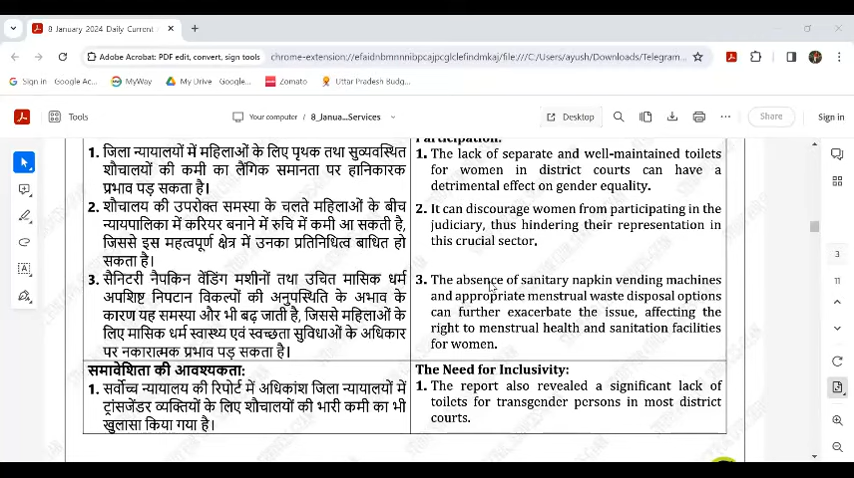 8 January 2024 Daily Current
Adobe Acrobat: PDF edit, convert, sign tools
chrome-extension://efaidnbmnnnibpcajpcglclefindmkaj/file:///C:/Users/ayush/Downloads/Telegram...
Sign in Google Ac...
MyWay
My Drive Google...
Zomato
Uttar Pradesh Budg...
Tools
Your computer > 8_Janua...Services
Desktop
Share
Sign in
1. जिला न्यायालयों में महिलाओं के लिए पृथक तथा सुव्यवस्थित
शौचालयों की कमी का लैंगिक समानता पर हानिकारक
प्रभाव पड़ सकता है।
2. शौचालय की उपरोक्त समस्या के चलते महिलाओं के बीच
न्यायपालिका में करियर बनाने में रुचि में कमी आ सकती है,
जिससे इस महत्वपूर्ण क्षेत्र में उनका प्रतिनिधित्व बाधित हो
सकता है।
3. सैनिटरी नैपकिन वेंडिंग मशीनों तथा उचित मासिक धर्म
अपशिष्ट निपटान विकल्पों की अनुपस्थिति के अभाव के
कारण यह समस्या और भी बढ़ जाती है, जिससे महिलाओं के
लिए मासिक धर्म स्वास्थ्य एवं स्वच्छता सुविधाओं के अधिकार
पर नकारात्मक प्रभाव पड़ सकता है।
Participation:
1. The lack of separate and well-maintained toilets
for women in district courts can have a
detrimental effect on gender equality.
2. It can discourage women from participating in the
judiciary, thus hindering their representation in
this crucial sector.
3. The absence of sanitary napkin vending machines
and appropriate menstrual waste disposal options
can further exacerbate the issue, affecting the
right to menstrual health and sanitation facilities
for women.
समावेशिता की आवश्यकता:
1. सर्वोच्च न्यायालय की रिपोर्ट में अधिकांश जिला न्यायालयों में
ट्रांसजेंडर व्यक्तियों के लिए शौचालयों की भारी कमी का भी
खुलासा किया गया है।
The Need for Inclusivity:
1. The report also revealed a significant lack of
toilets for transgender persons in most district
courts.
3
11